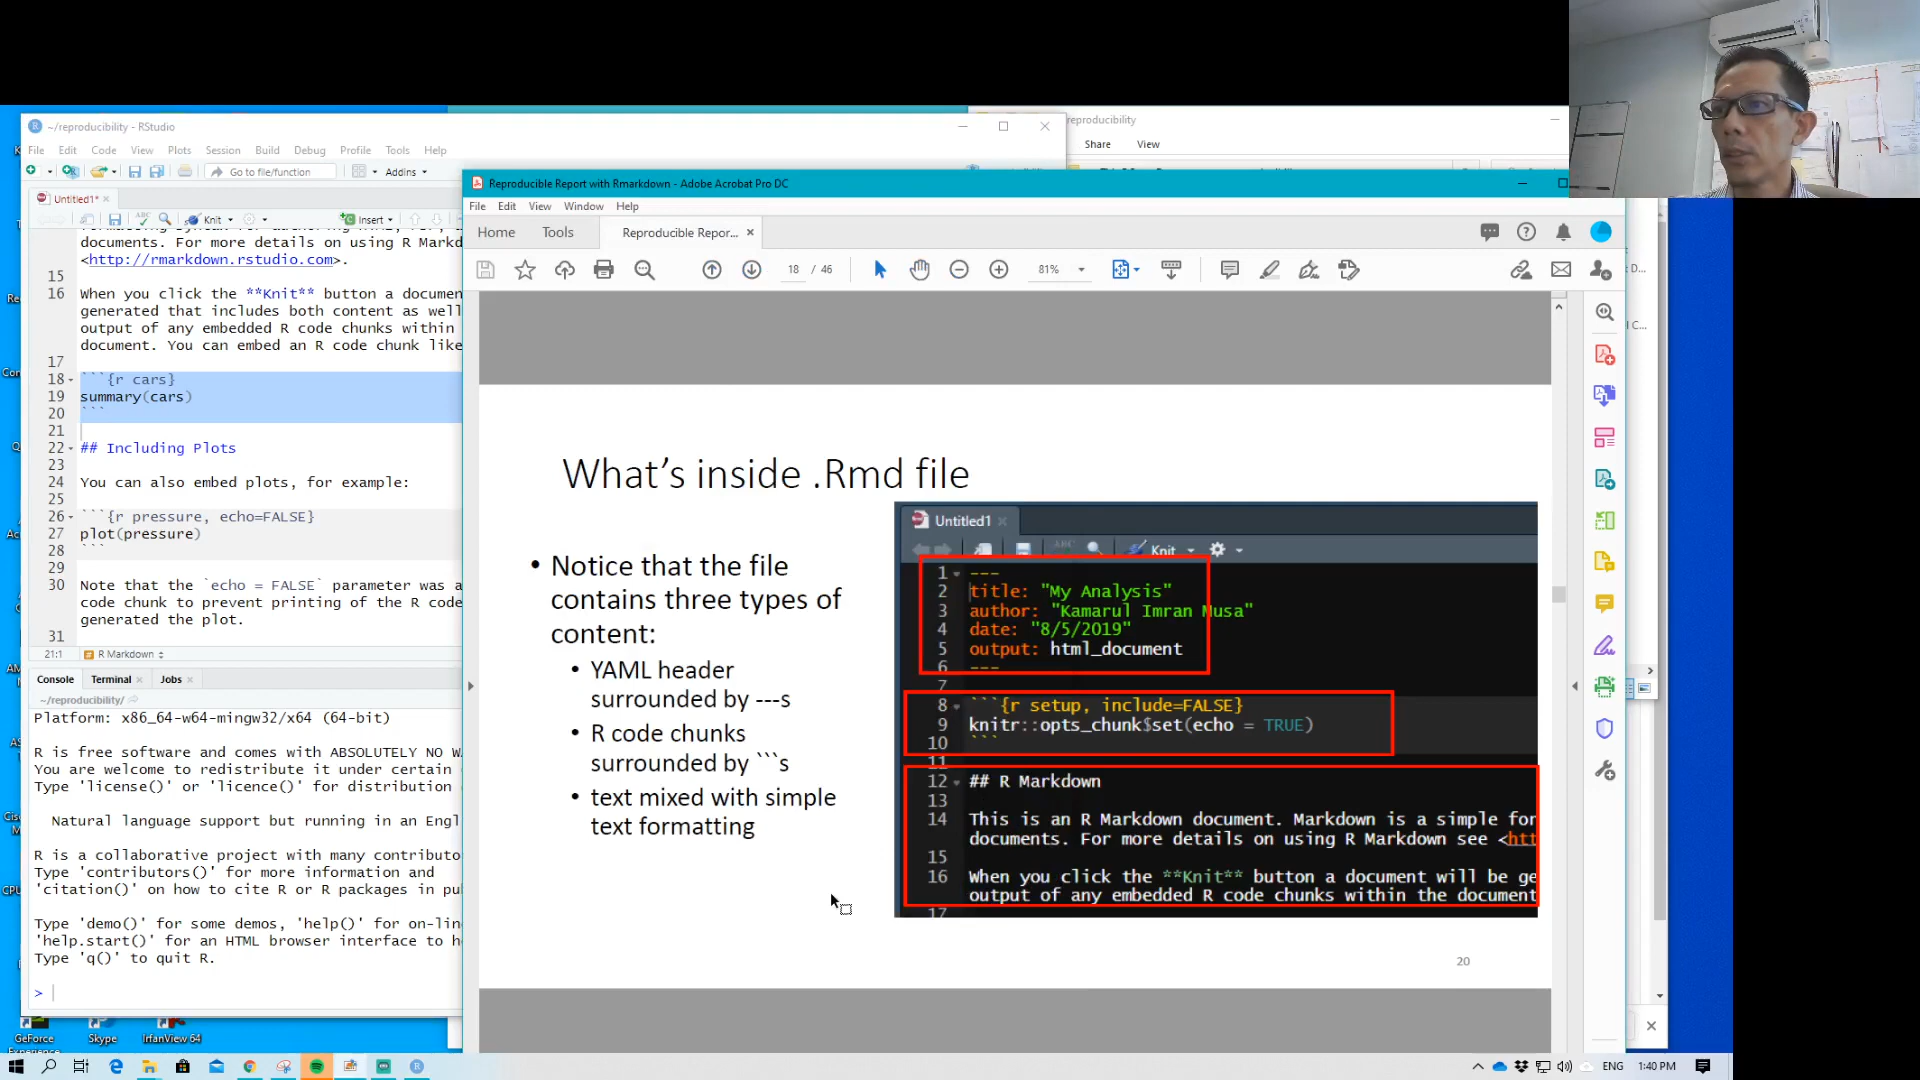 ~/reproducibility - RStudio
File Edit Code View Plots Session Build Debug Profile Tools Help
Go to file/function
Addins
Untitled1*
Knit
Insert
documents. For more details on using R Markd
<http://rmarkdown.rstudio.com>.
15
16 When you click the **Knit** button a documen
generated that includes both content as well
output of any embedded R code chunks within
document. You can embed an R code chunk like
17
18 ```{r cars}
19 summary(cars)
20 ```
21
22 ## Including Plots
23
24 You can also embed plots, for example:
25
26 ```{r pressure, echo=FALSE}
27 plot(pressure)
28 ```
29
30 Note that the `echo = FALSE` parameter was a
code chunk to prevent printing of the R code
generated the plot.
31
21:1 R Markdown
Console Terminal Jobs
~/reproducibility/
Platform: x86_64-w64-mingw32/x64 (64-bit)
R is free software and comes with ABSOLUTELY NO W
You are welcome to redistribute it under certain
Type 'license()' or 'licence()' for distribution
Natural language support but running in an Engl
R is a collaborative project with many contributo
Type 'contributors()' for more information and
'citation()' on how to cite R or R packages in pu
Type 'demo()' for some demos, 'help()' for on-lin
'help.start()' for an HTML browser interface to h
Type 'q()' to quit R.
>
reproducibility
Share View
Reproducible Report with Rmarkdown - Adobe Acrobat Pro DC
File Edit View Window Help
Home Tools Reproducible Repor...
18 / 46
81%
What's inside .Rmd file
• Notice that the file
contains three types of
content:
• YAML header
surrounded by ---s
• R code chunks
surrounded by ```s
• text mixed with simple
text formatting
Untitled1
ABC
Knit
1 ---
2 title: "My Analysis"
3 author: "Kamarul Imran Musa"
4 date: "8/5/2019"
5 output: html_document
6 ---
7
8 ```{r setup, include=FALSE}
9 knitr::opts_chunk$set(echo = TRUE)
10 ```
11
12 ## R Markdown
13
14 This is an R Markdown document. Markdown is a simple for
documents. For more details on using R Markdown see <htt
15
16 When you click the **Knit** button a document will be ge
output of any embedded R code chunks within the document
17
20
GeForce
Experience
Skype
IrfanView 64
ENG
1:40 PM